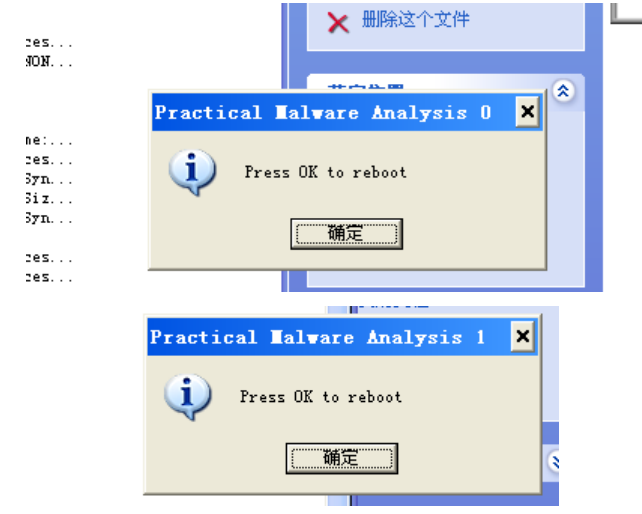 删除这个文件
ces...
NON...
Practical Malware Analysis 0
me:...
ces...
Syn...
Siz...
Syn...
Press OK to reboot
确定
ces...
ces...
Practical Malware Analysis 1
Press OK to reboot
确定